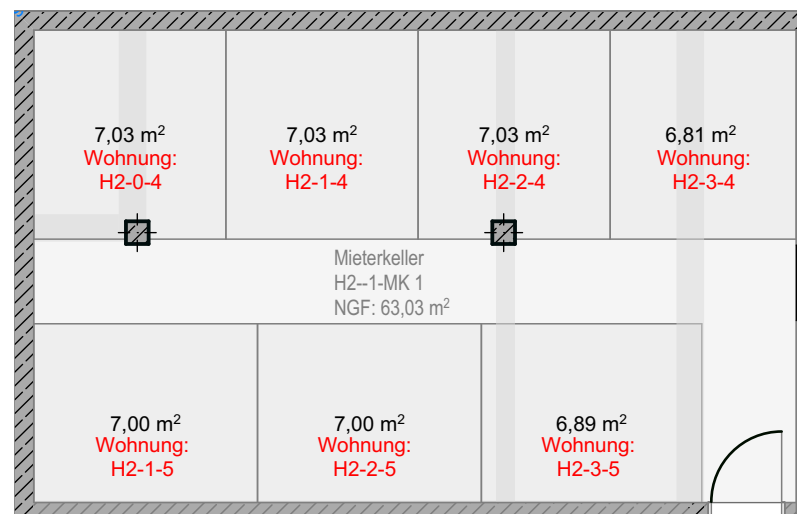 7,03 m²
Wohnung:
H2-0-4
7,03 m²
Wohnung:
H2-1-4
7,03 m²
Wohnung:
H2-2-4
6,81 m²
Wohnung:
H2-3-4
Mieterkeller
H2--1-MK 1
NGF: 63,03 m²
7,00 m²
Wohnung:
H2-1-5
7,00 m²
Wohnung:
H2-2-5
6,89 m²
Wohnung:
H2-3-5